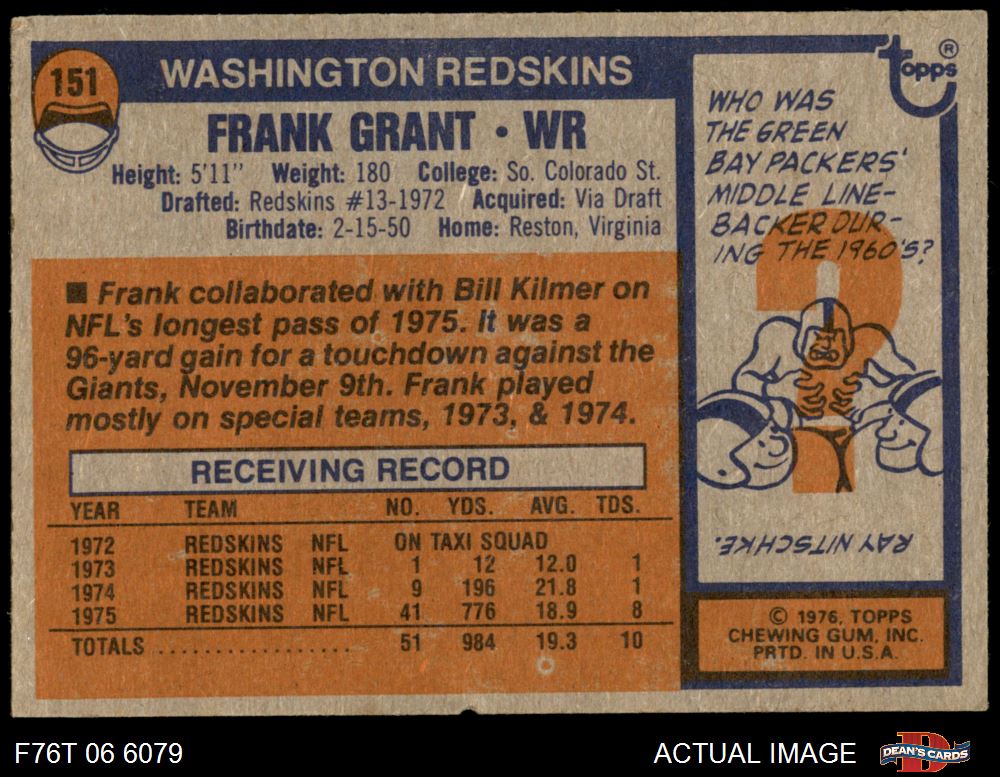 151
WASHINGTON REDSKINS
FRANK GRANT • WR
Height: 5'11" Weight: 180 College: So. Colorado St.
Drafted: Redskins #13-1972 Acquired: Via Draft
Birthdate: 2-15-50 Home: Reston, Virginia
■ Frank collaborated with Bill Kilmer on
NFL's longest pass of 1975. It was a
96-yard gain for a touchdown against the
Giants, November 9th. Frank played
mostly on special teams, 1973, & 1974.
RECEIVING RECORD
YEAR TEAM NO. YDS. AVG. TDS.
1972 REDSKINS NFL ON TAXI SQUAD
1973 REDSKINS NFL 1 12 12.0 1
1974 REDSKINS NFL 9 196 21.8 1
1975 REDSKINS NFL 41 776 18.9 8
TOTALS .................. 51 984 19.3 10
topps ®
WHO WAS
THE GREEN
BAY PACKERS'
MIDDLE LINE-
BACKER DUR-
ING THE 1960'S?
?
RAY NITSCHKE.
© 1976, TOPPS
CHEWING GUM, INC.
PRTD. IN U.S.A.
F76T 06 6079
ACTUAL IMAGE
D
DEAN'S CARDS